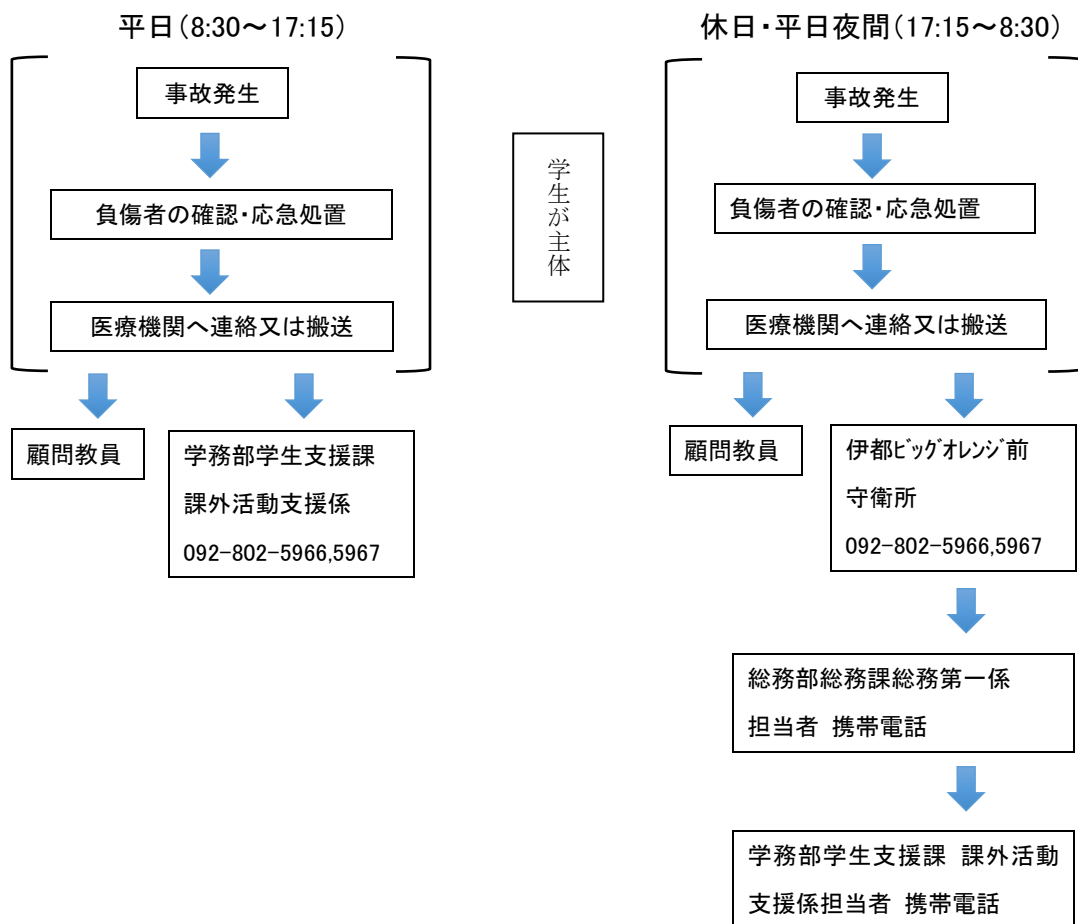 平日(8:30～17:15)
事故発生
負傷者の確認・応急処置
医療機関へ連絡又は搬送
顧問教員
学務部学生支援課
課外活動支援係
092-802-5966,5967
学生が主体
休日・平日夜間(17:15～8:30)
事故発生
負傷者の確認・応急処置
医療機関へ連絡又は搬送
顧問教員
伊都ﾋﾞｯｸﾞｵﾚﾝｼﾞ前
守衛所
092-802-5966,5967
総務部総務課総務第一係
担当者 携帯電話
学務部学生支援課 課外活動
支援係担当者 携帯電話